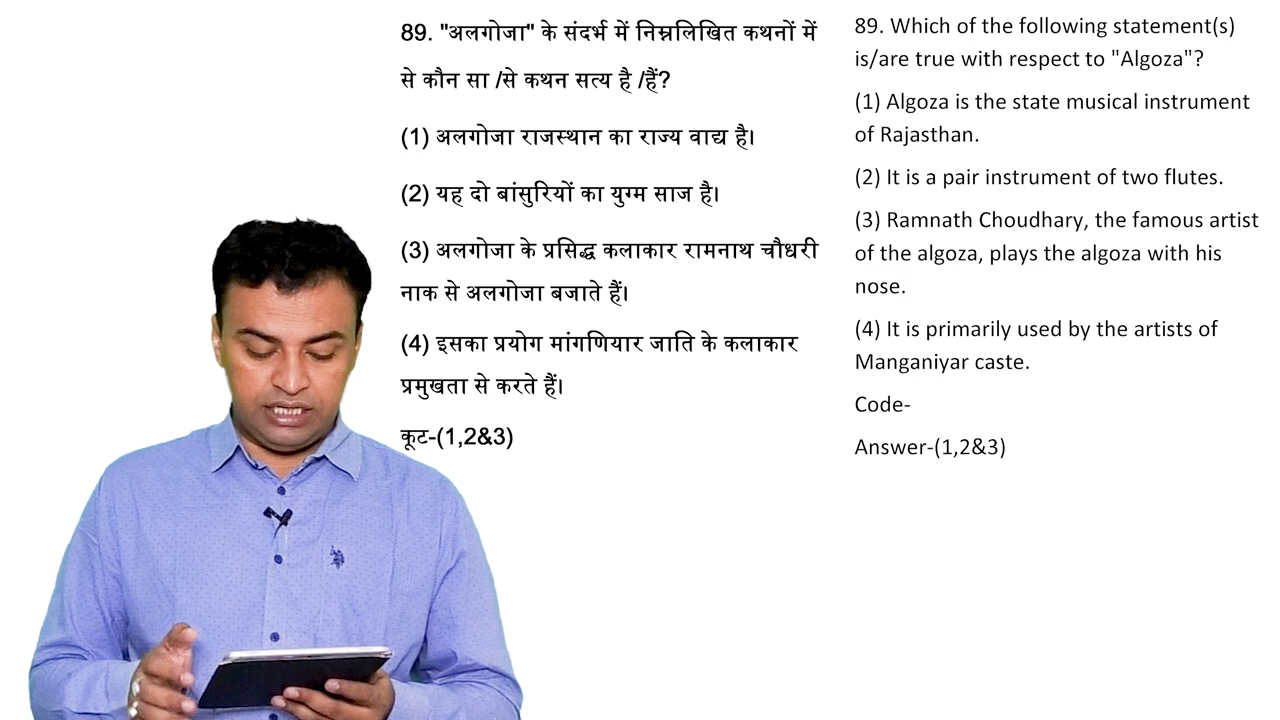 89. "अलगोजा" के संदर्भ में निम्नलिखित कथनों में
से कौन सा /से कथन सत्य है /हैं?
(1) अलगोजा राजस्थान का राज्य वाद्य है।
(2) यह दो बांसुरियों का युग्म साज है।
(3) अलगोजा के प्रसिद्ध कलाकार रामनाथ चौधरी
नाक से अलगोजा बजाते हैं।
(4) इसका प्रयोग मांगणियार जाति के कलाकार
प्रमुखता से करते हैं।
कूट-(1,2&3)
89. Which of the following statement(s)
is/are true with respect to "Algoza"?
(1) Algoza is the state musical instrument
of Rajasthan.
(2) It is a pair instrument of two flutes.
(3) Ramnath Choudhary, the famous artist
of the algoza, plays the algoza with his
nose.
(4) It is primarily used by the artists of
Manganiyar caste.
Code-
Answer-(1,2&3)